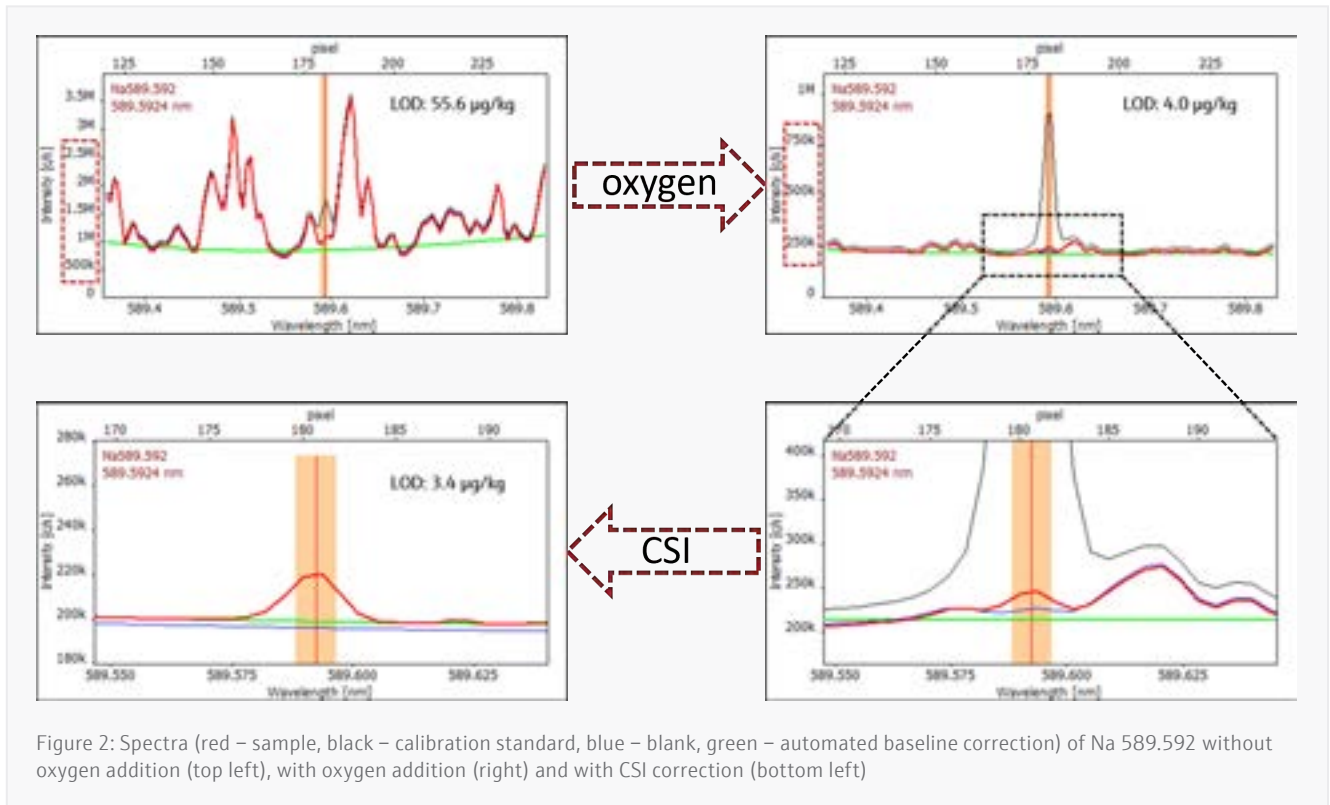 pixel
125 150 175 200 225
Na589.592
589.5924 nm
LOD: 55.6 µg/kg
Intensity [c/s]
3.5M
3M
2.5M
2M
1.5M
1M
500k
0
589.4 589.5 589.6 589.7 589.8
Wavelength [nm]
oxygen
pixel
125 150 175 200 225
Na589.592
589.5924 nm
LOD: 4.0 µg/kg
Intensity [c/s]
1M
750k
500k
250k
0
589.4 589.5 589.6 589.7 589.8
Wavelength [nm]
pixel
170 175 180 185 190
Na589.592
589.5924 nm
LOD: 3.4 µg/kg
Intensity [c/s]
280k
260k
240k
220k
200k
180k
589.550 589.575 589.600 589.625
Wavelength [nm]
CSI
pixel
170 175 180 185 190
Na589.592
589.5924 nm
Intensity [c/s]
400k
350k
300k
250k
200k
589.550 589.575 589.600 589.625
Wavelength [nm]
Figure 2: Spectra (red – sample, black – calibration standard, blue – blank, green – automated baseline correction) of Na 589.592 without
oxygen addition (top left), with oxygen addition (right) and with CSI correction (bottom left)